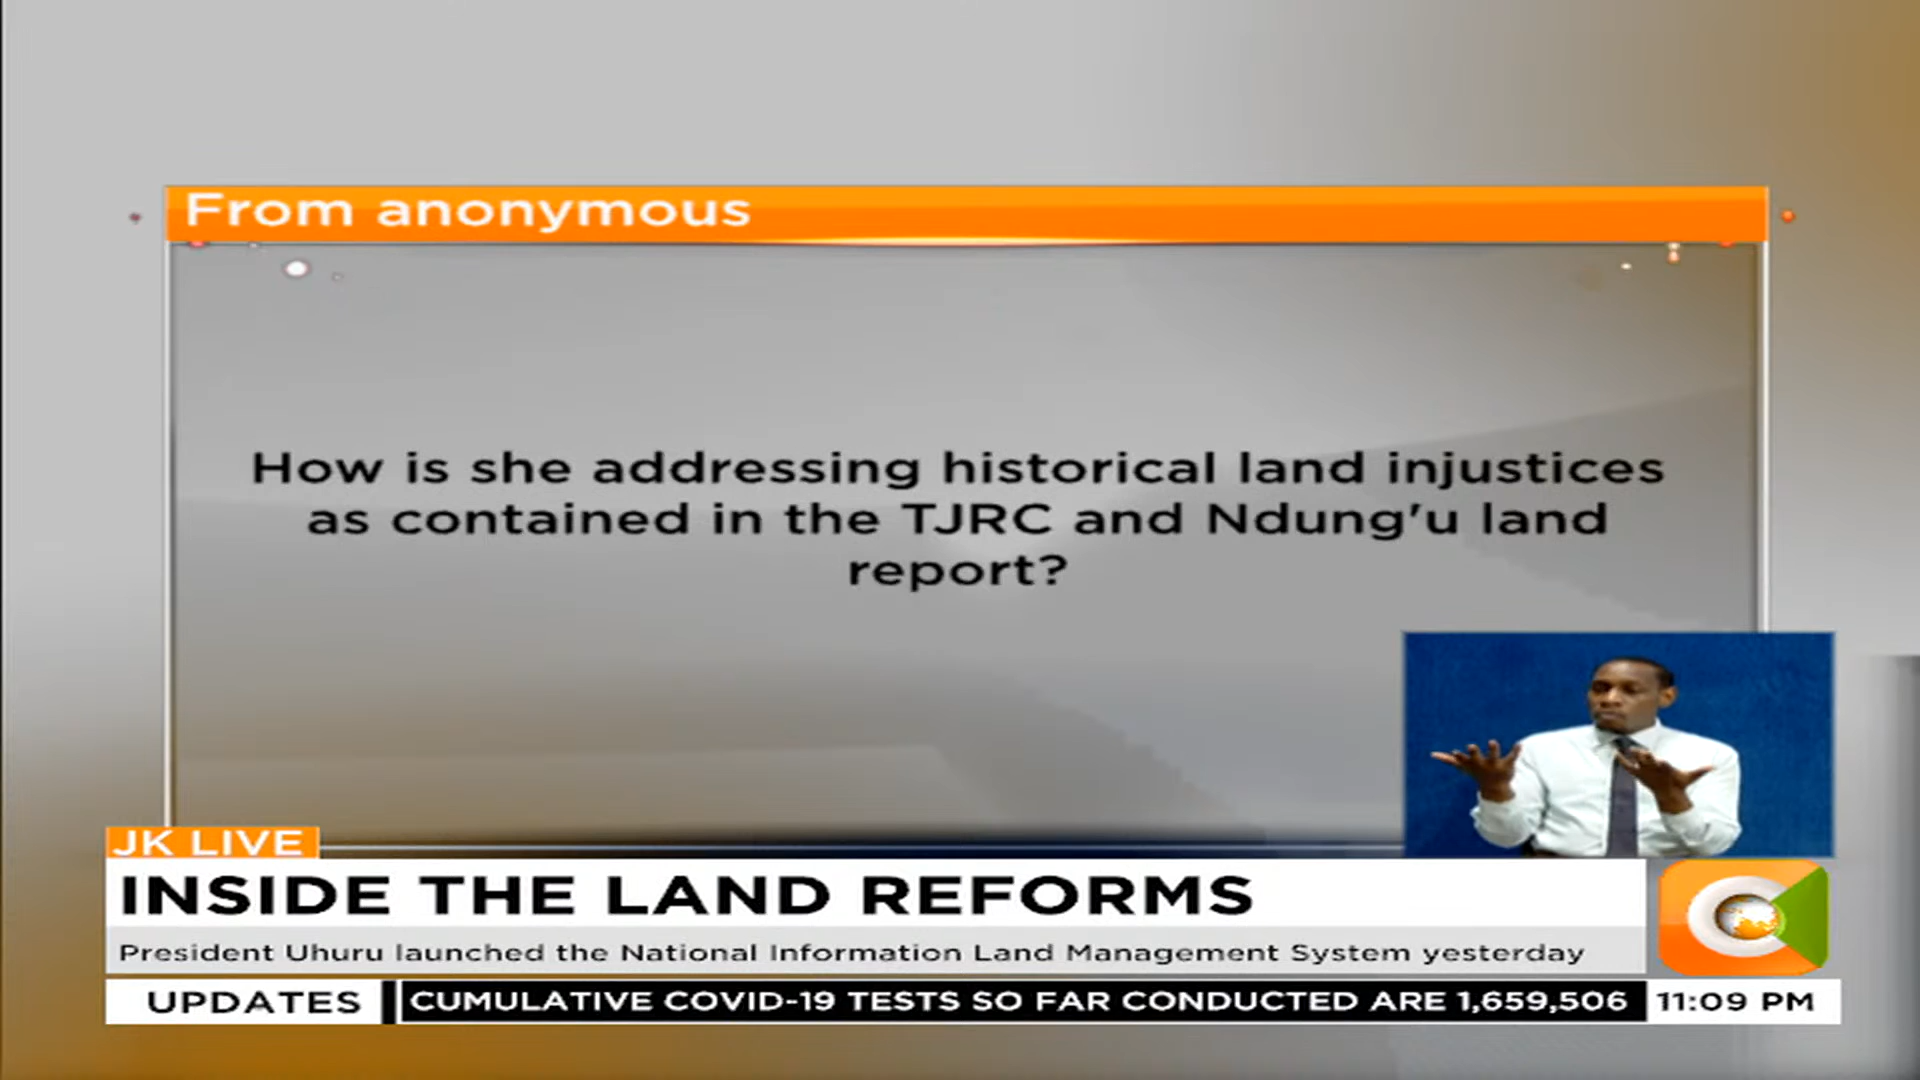 From anonymous
How is she addressing historical land injustices
as contained in the TJRC and Ndung'u land
report?
JK LIVE
INSIDE THE LAND REFORMS
President Uhuru launched the National Information Land Management System yesterday
UPDATES
CUMULATIVE COVID-19 TESTS SO FAR CONDUCTED ARE 1,659,506
11:09 PM